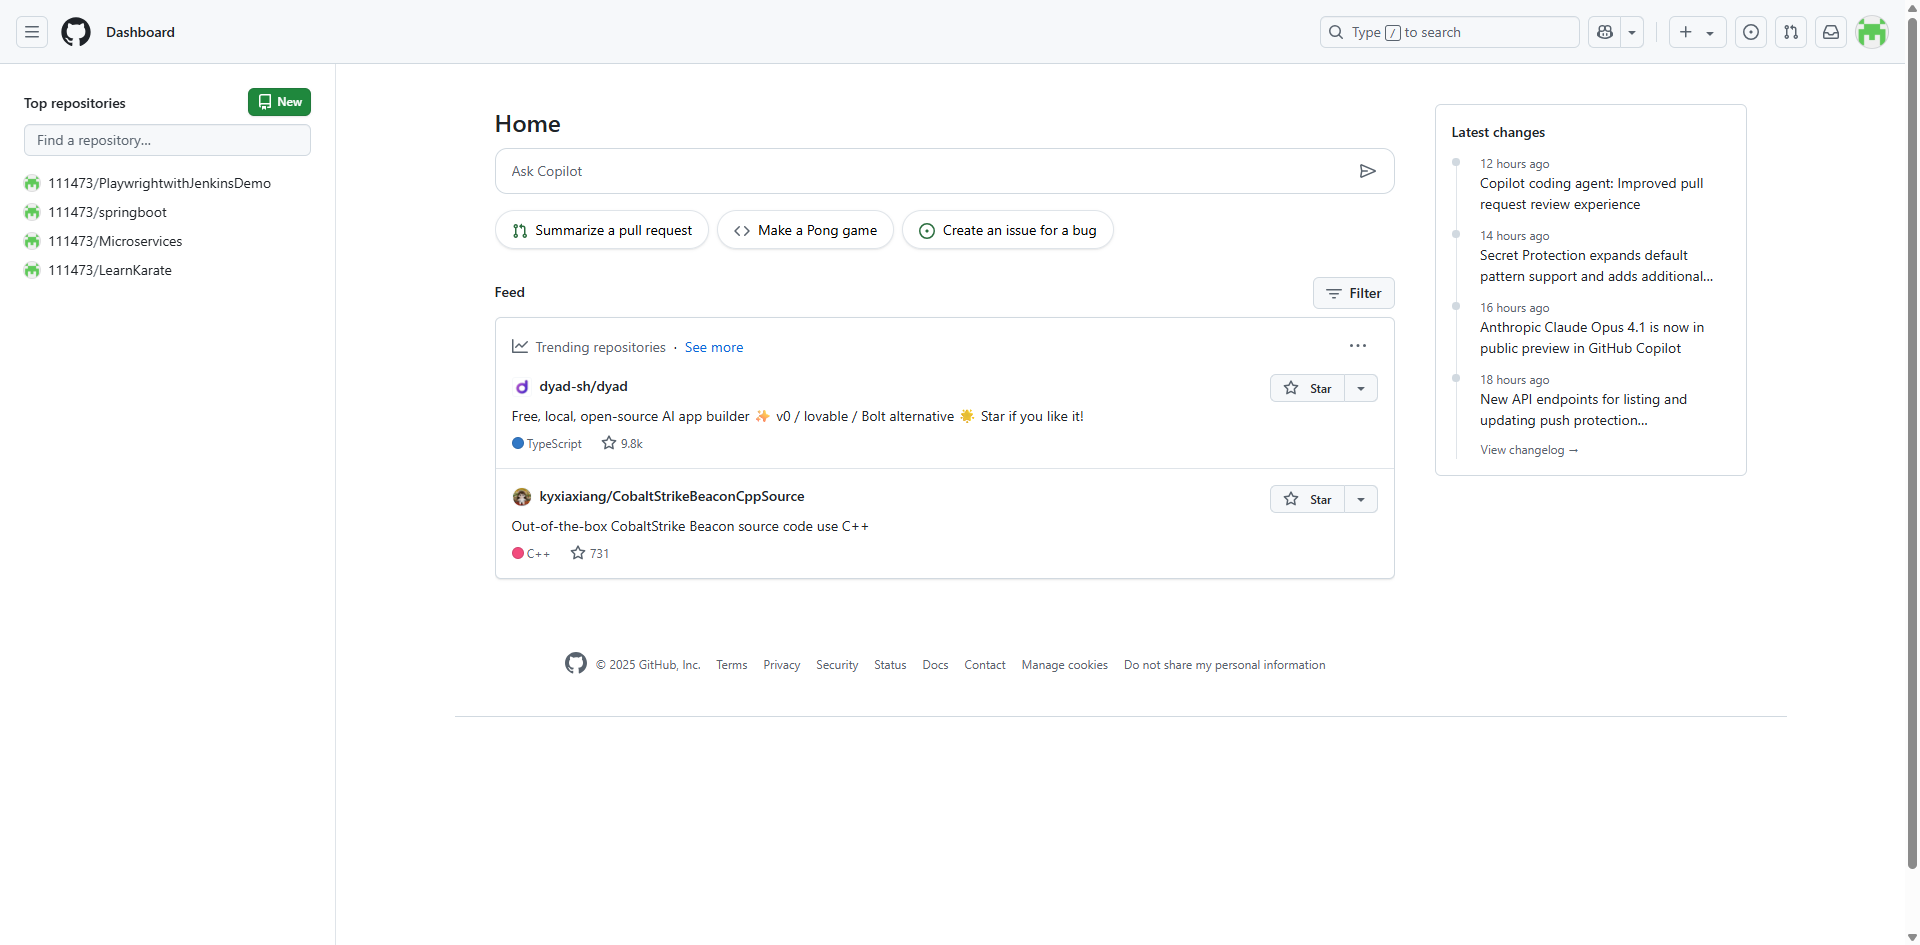 Dashboard
Type / to search
Top repositories
New
Find a repository...
111473/PlaywrightwithJenkinsDemo
111473/springboot
111473/Microservices
111473/LearnKarate
Home
Ask Copilot
Summarize a pull request
Make a Pong game
Create an issue for a bug
Feed
Filter
Trending repositories · See more
dyad-sh/dyad
Star
Free, local, open-source AI app builder ✨ v0 / lovable / Bolt alternative 🌟 Star if you like it!
TypeScript
9.8k
kyxiaxiang/CobaltStrikeBeaconCppSource
Star
Out-of-the-box CobaltStrike Beacon source code use C++
C++
731
Latest changes
12 hours ago
Copilot coding agent: Improved pull
request review experience
14 hours ago
Secret Protection expands default
pattern support and adds additional...
16 hours ago
Anthropic Claude Opus 4.1 is now in
public preview in GitHub Copilot
18 hours ago
New API endpoints for listing and
updating push protection...
View changelog →
© 2025 GitHub, Inc.
Terms
Privacy
Security
Status
Docs
Contact
Manage cookies
Do not share my personal information